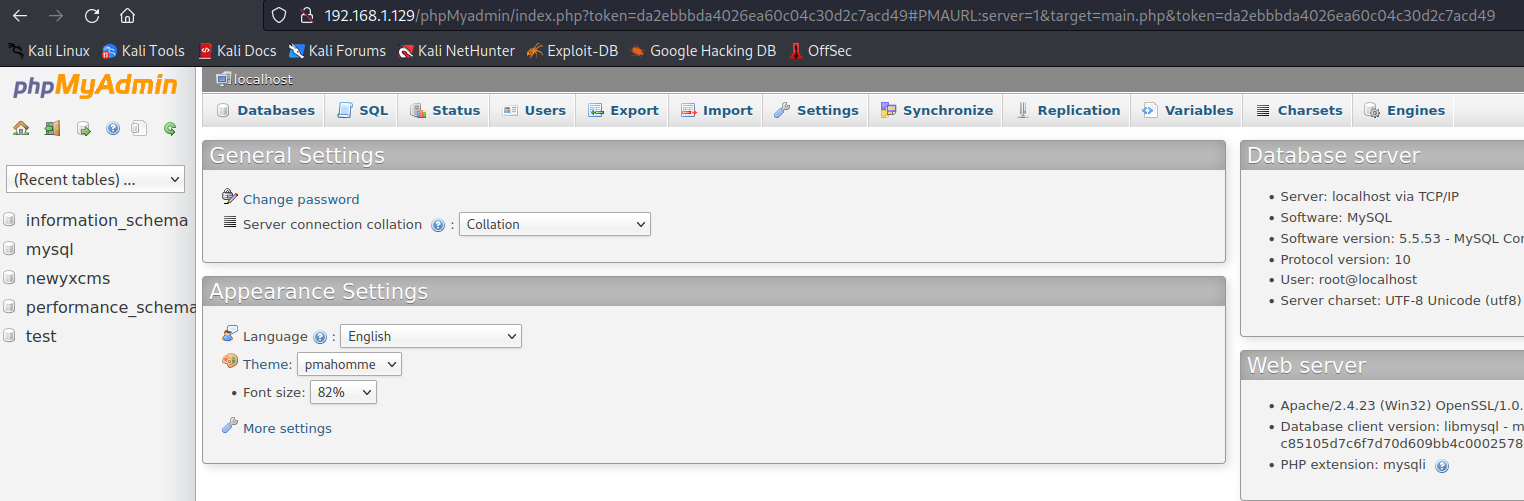 192.168.1.129/phpMyadmin/index.php?token=da2ebbbda4026ea60c04c30d2c7acd49#PMAURL:server=1&target=main.php&token=da2ebbbda4026ea60c04c30d2c7acd49
Kali Linux Kali Tools Kali Docs Kali Forums Kali NetHunter Exploit-DB Google Hacking DB OffSec
phpMyAdmin
(Recent tables) ...
information_schema
mysql
newyxcms
performance_schema
test
localhost
Databases SQL Status Users Export Import Settings Synchronize Replication Variables Charsets Engines
General Settings
Change password
Server connection collation : Collation
Appearance Settings
Language : English
Theme: pmahomme
• Font size: 82%
More settings
Database server
• Server: localhost via TCP/IP
• Software: MySQL
• Software version: 5.5.53 - MySQL Co
• Protocol version: 10
• User: root@localhost
• Server charset: UTF-8 Unicode (utf8)
Web server
• Apache/2.4.23 (Win32) OpenSSL/1.0.
• Database client version: libmysql - m
c85105d7c6f7d70d609bb4c0002578
• PHP extension: mysqli